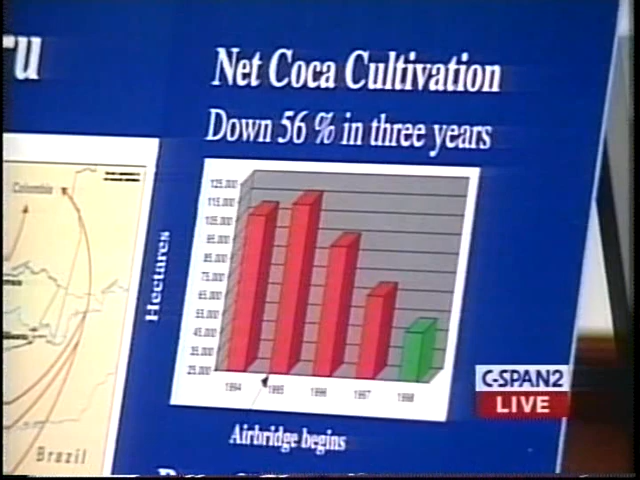 ru
Net Coca Cultivation
Down 56 % in three years
Colombia
Hectares
125,000
115,000
105,000
95,000
85,000
75,000
65,000
55,000
45,000
35,000
25,000
1994
1995
1996
1997
1998
Airbridge begins
Brazil
C-SPAN2
LIVE